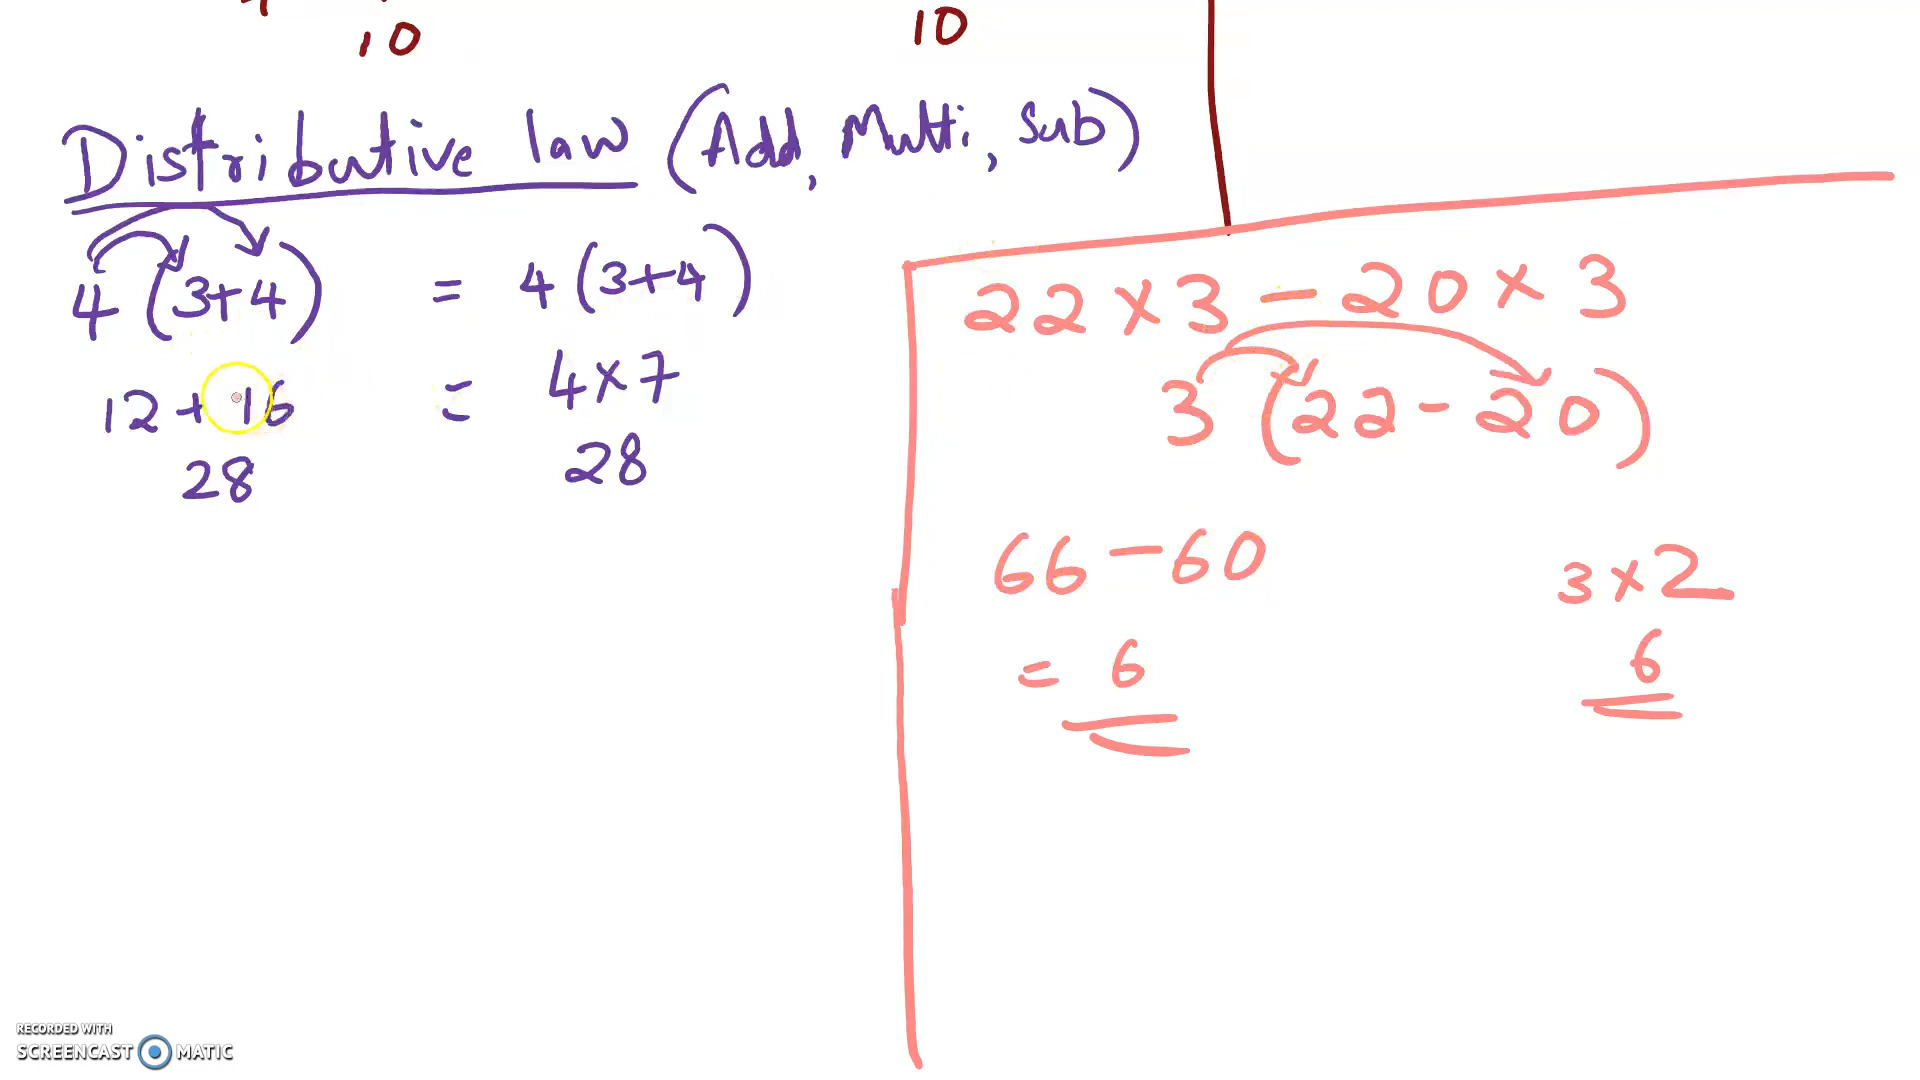 10
10
Distributive law (Add, Multi, Sub)
4 (3+4) = 4 (3+4)
12 + 16 = 4 x 7
28 28
22 x 3 - 20 x 3
3 (22 - 20)
66 - 60 3 x 2
= 6 6
RECORDED WITH
SCREENCAST MATIC